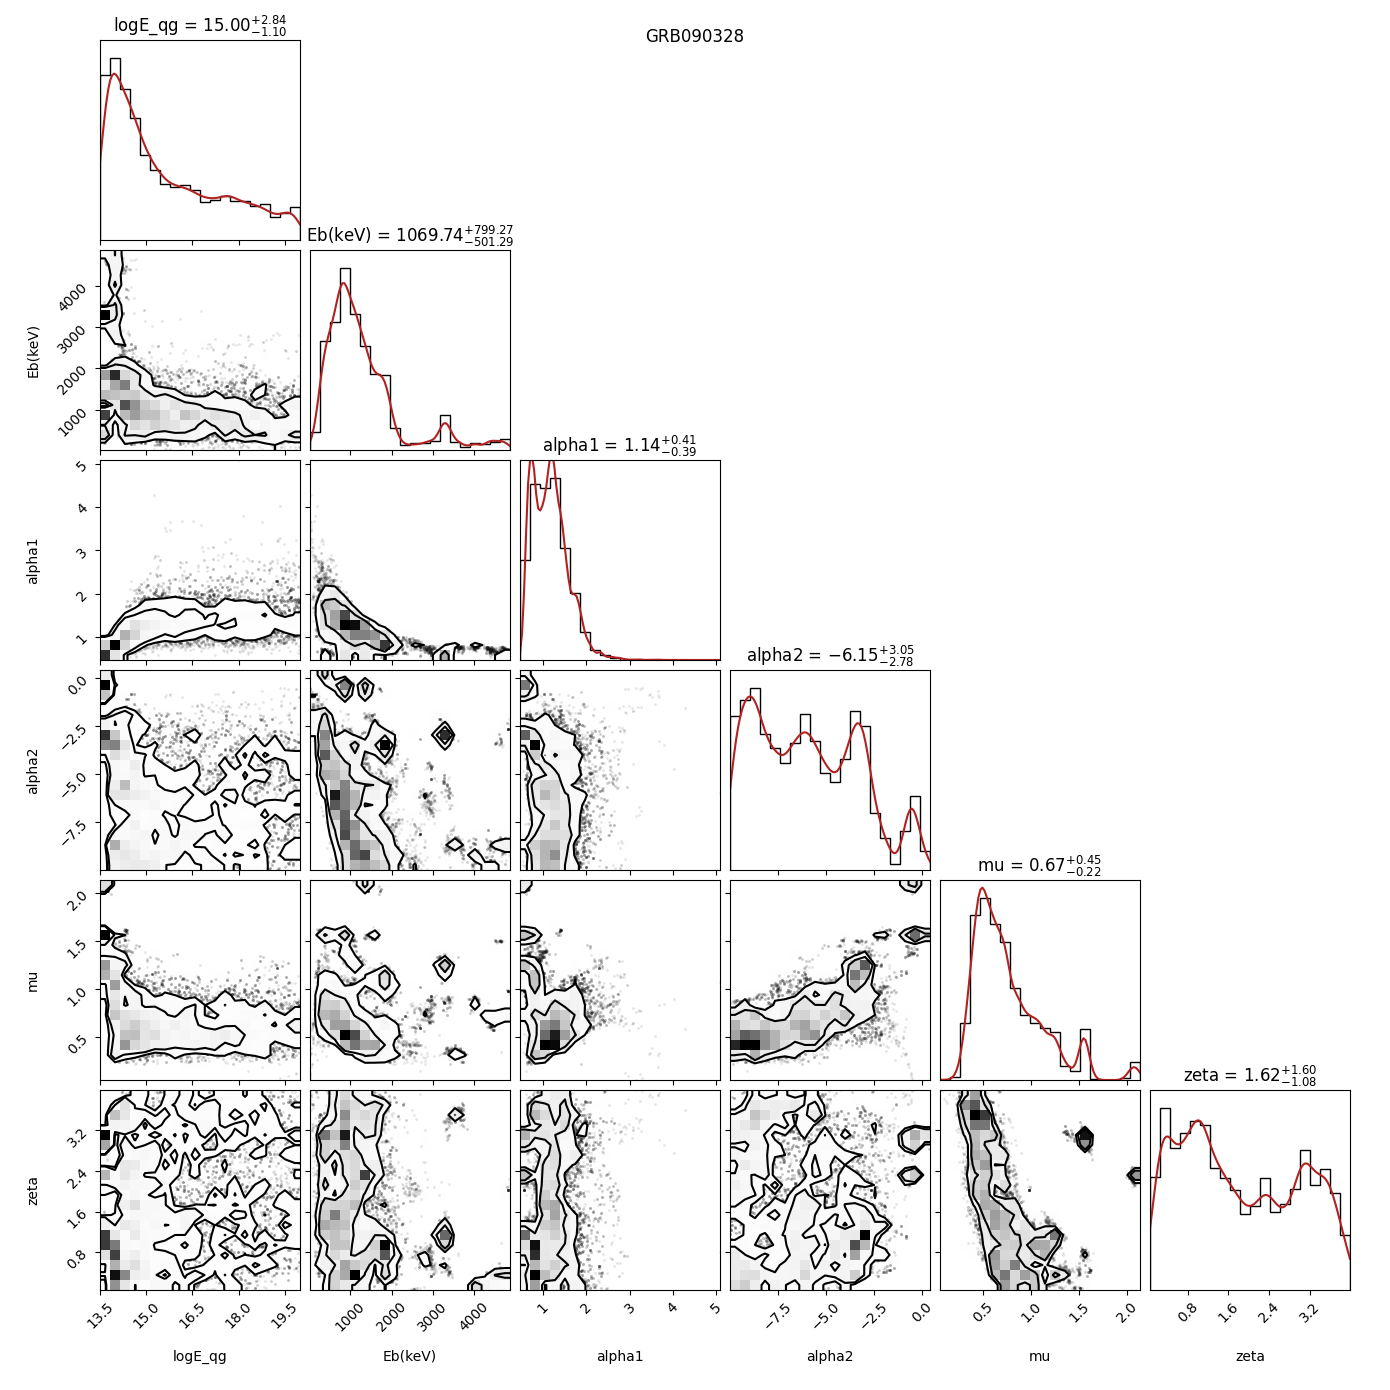 GRB090328
logE_qg = 15.00+2.84 −1.10
Eb(keV) = 1069.74+799.27 −501.29
Eb(keV)
4000
3000
2000
1000
alpha1 = 1.14+0.41 −0.39
alpha1
5
4
3
2
1
alpha2 = −6.15+3.05 −2.78
alpha2
0.0
−2.5
−5.0
−7.5
mu = 0.67+0.45 −0.22
mu
2.0
1.5
1.0
0.5
zeta = 1.62+1.60 −1.08
zeta
3.2
2.4
1.6
0.8
13.5 15.0 16.5 18.0 19.5
1000 2000 3000 4000
1 2 3 4 5
−7.5 −5.0 −2.5 0.0
0.5 1.0 1.5 2.0
0.8 1.6 2.4 3.2
logE_qg Eb(keV) alpha1 alpha2 mu zeta